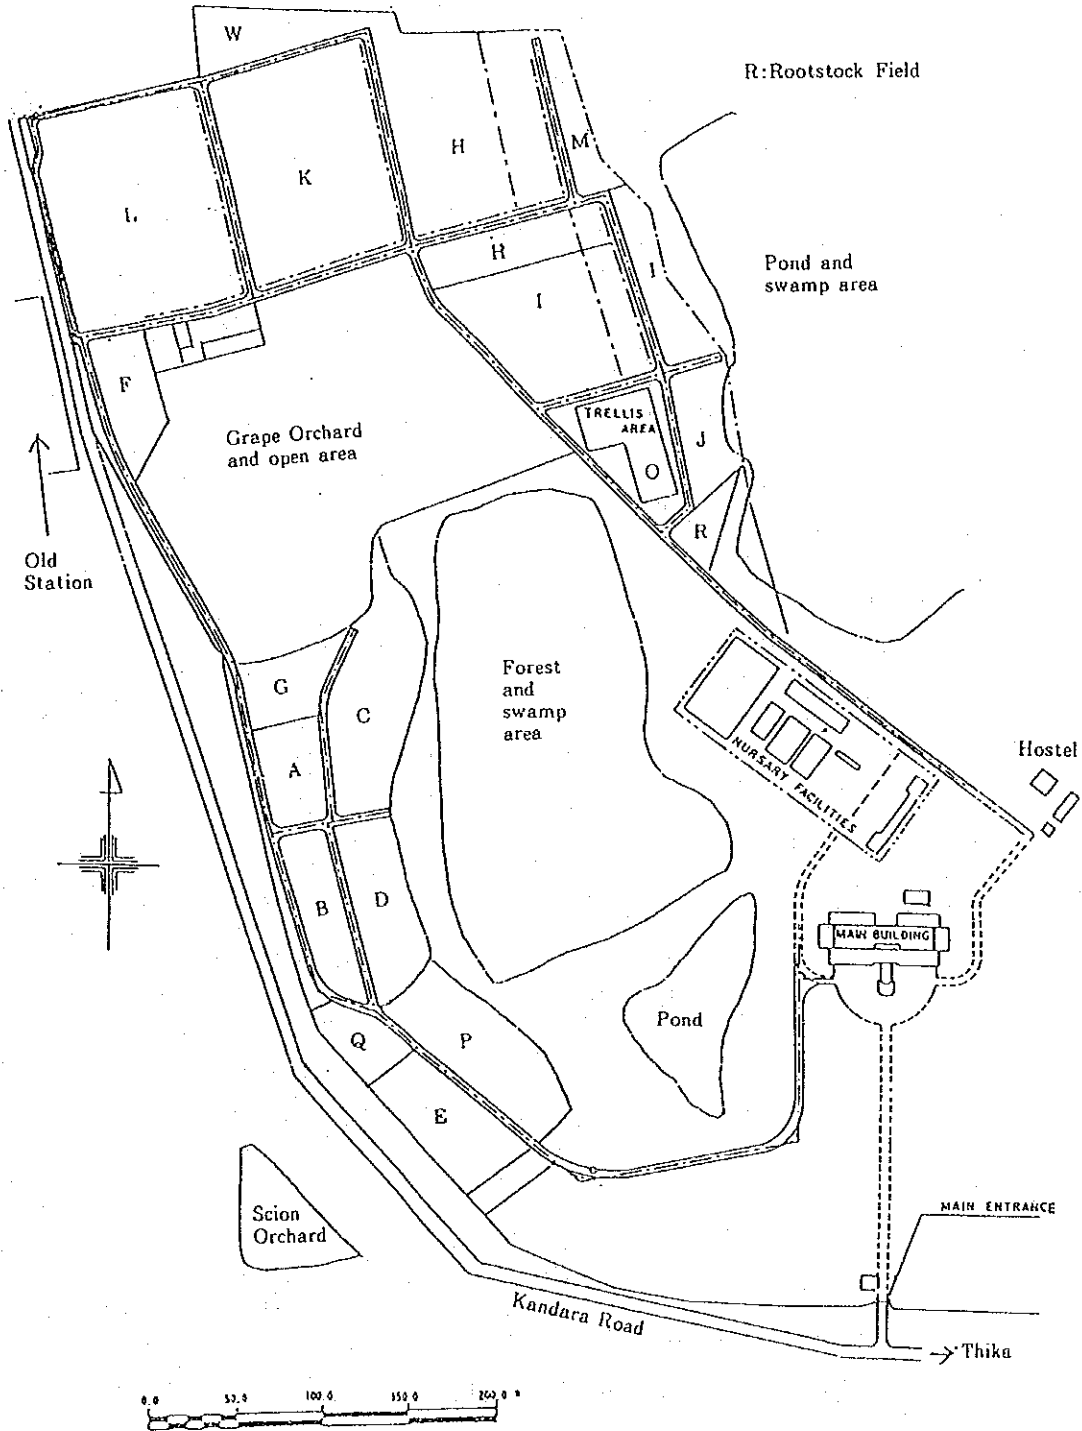 W
R:Rootstock Field
H
M
K
L
H
I
Pond and
swamp area
I
F
TRELLIS
AREA
Grape Orchard
and open area
J
O
R
Old
Station
Forest
and
swamp
area
G
C
A
NURSARY FACILITIES
Hostel
B
D
MAIN BUILDING
Pond
Q
P
E
Scion
Orchard
MAIN ENTRANCE
Kandara Road
Thika
0.0 50.0 100.0 150.0 200.0 m